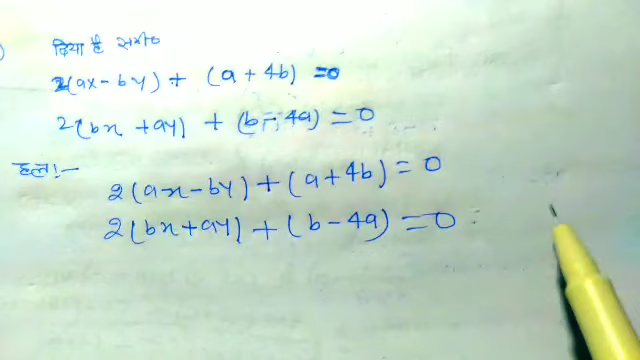 दिया है समी०
2(ax - by) + (a + 4b) = 0
2(bx + ay) + (b - 4a) = 0
हल:-
2(ax - by) + (a + 4b) = 0
2(bx + ay) + (b - 4a) = 0